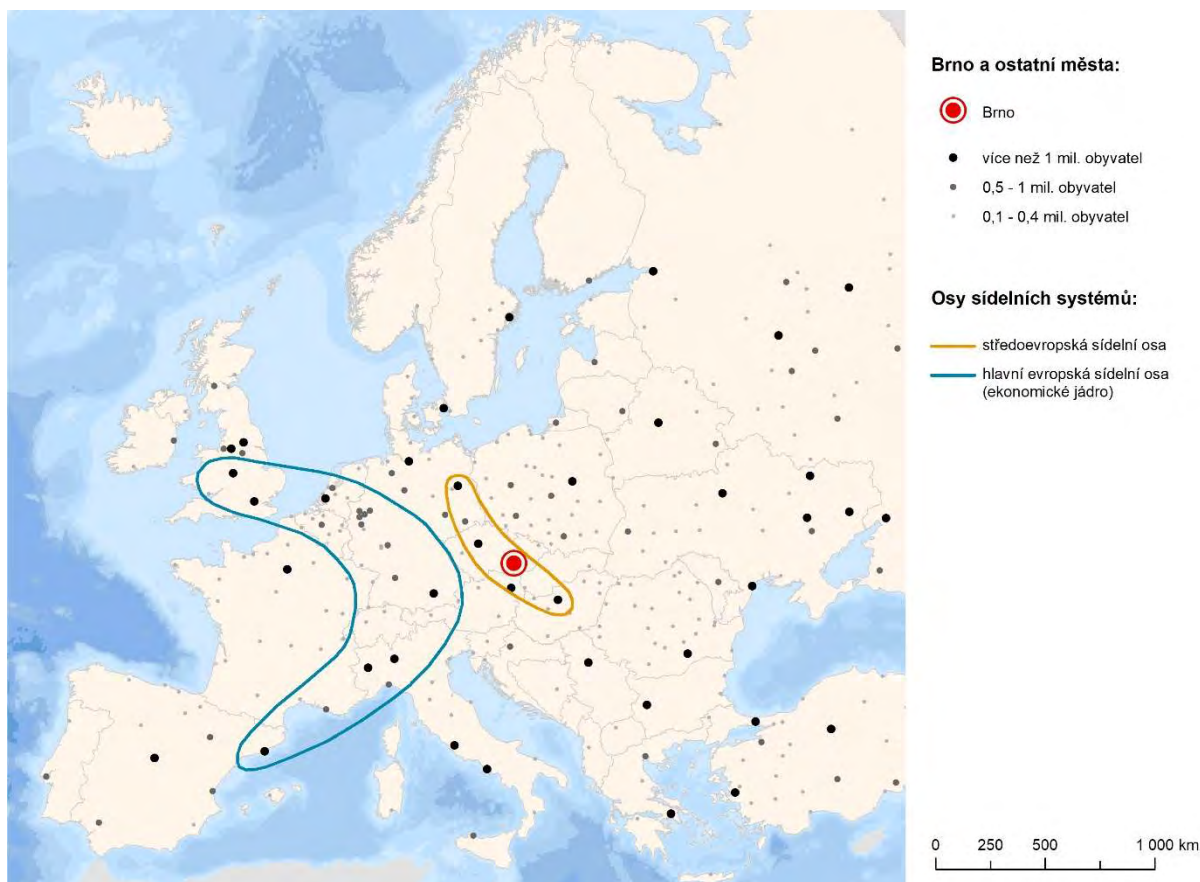 Brno a ostatní města:
Brno
více než 1 mil. obyvatel
0,5 - 1 mil. obyvatel
0,1 - 0,4 mil. obyvatel
Osy sídelních systémů:
středoevropská sídelní osa
hlavní evropská sídelní osa
(ekonomické jádro)
0 250 500 1 000 km